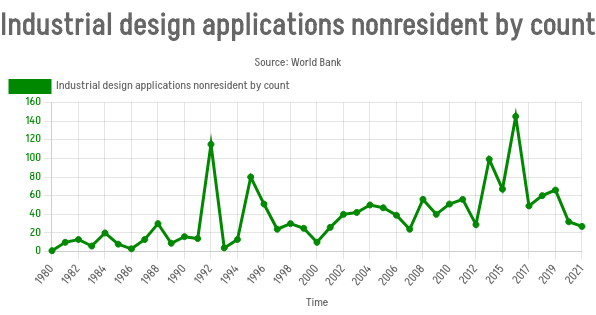 Industrial design applications nonresident by count
Source: World Bank
Industrial design applications nonresident by count
160
140
120
100
80
60
40
20
0
1980 1982 1984 1986 1988 1990 1992 1994 1996 1998 2000 2002 2004 2006 2008 2010 2012 2015 2017 2019 2021
Time